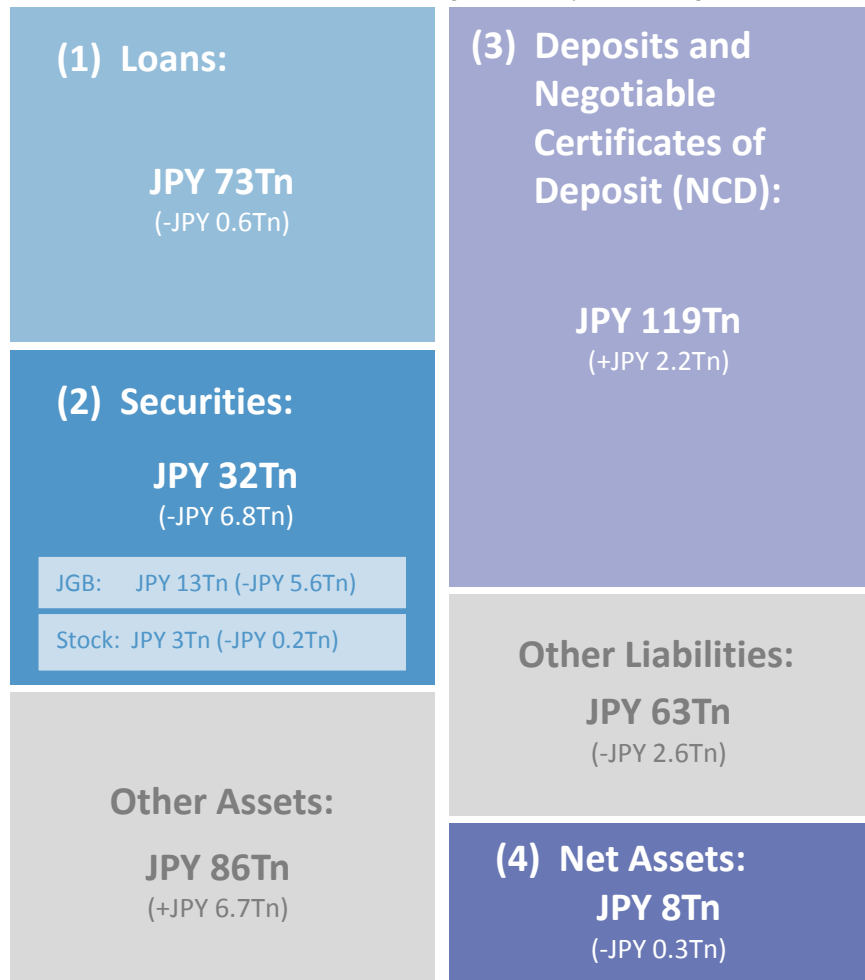 (1) Loans:
JPY 73Tn
(-JPY 0.6Tn)
(2) Securities:
JPY 32Tn
(-JPY 6.8Tn)
JGB: JPY 13Tn (-JPY 5.6Tn)
Stock: JPY 3Tn (-JPY 0.2Tn)
Other Assets:
JPY 86Tn
(+JPY 6.7Tn)
(3) Deposits and
Negotiable
Certificates of
Deposit (NCD):
JPY 119Tn
(+JPY 2.2Tn)
Other Liabilities:
JPY 63Tn
(-JPY 2.6Tn)
(4) Net Assets:
JPY 8Tn
(-JPY 0.3Tn)